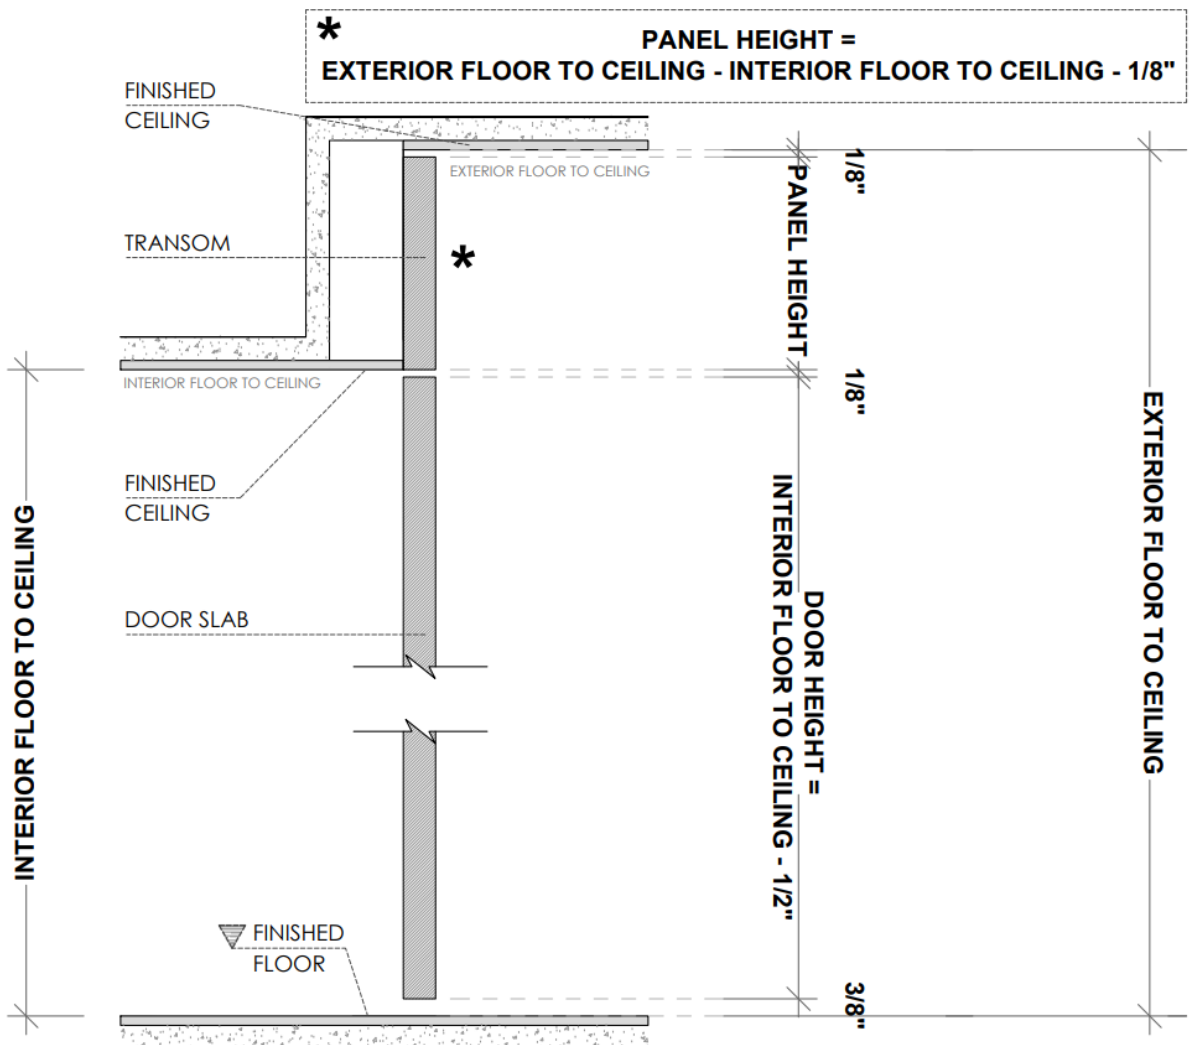 *
PANEL HEIGHT =
EXTERIOR FLOOR TO CEILING - INTERIOR FLOOR TO CEILING - 1/8"
FINISHED
CEILING
EXTERIOR FLOOR TO CEILING
1/8"
PANEL HEIGHT
TRANSOM
*
INTERIOR FLOOR TO CEILING
1/8"
FINISHED
CEILING
INTERIOR FLOOR TO CEILING
DOOR SLAB
DOOR HEIGHT =
INTERIOR FLOOR TO CEILING - 1/2"
EXTERIOR FLOOR TO CEILING
FINISHED
FLOOR
3/8"